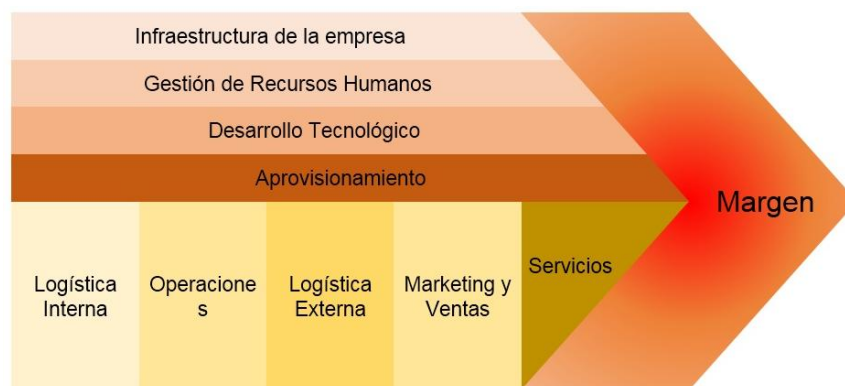 Infraestructura de la empresa
Gestión de Recursos Humanos
Desarrollo Tecnológico
Aprovisionamiento
Margen
Logística
Interna
Operacione
s
Logística
Externa
Marketing y
Ventas
Servicios